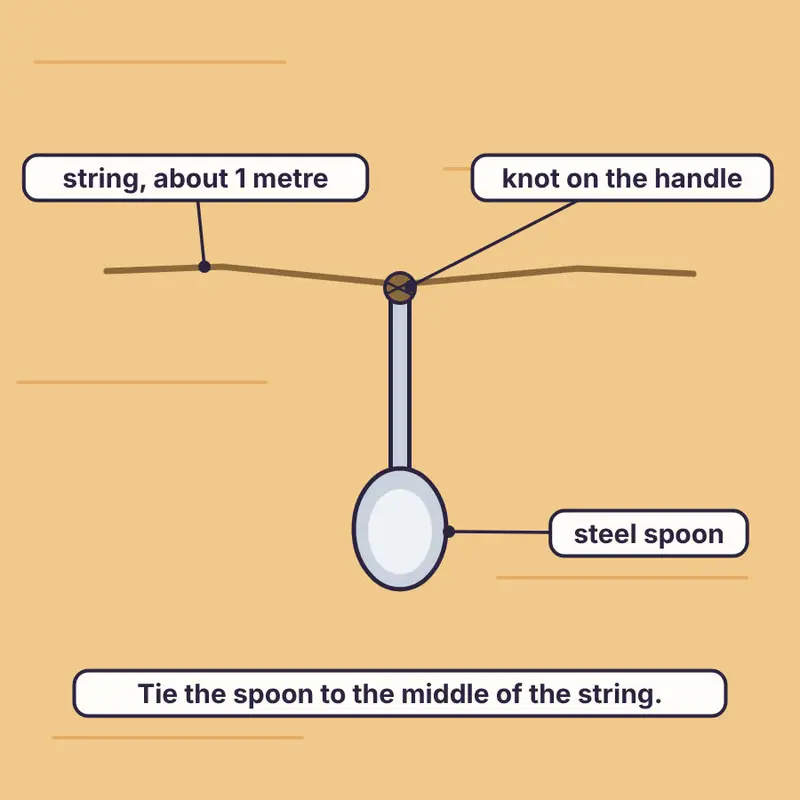 string, about 1 metre
knot on the handle
steel spoon
Tie the spoon to the middle of the string.